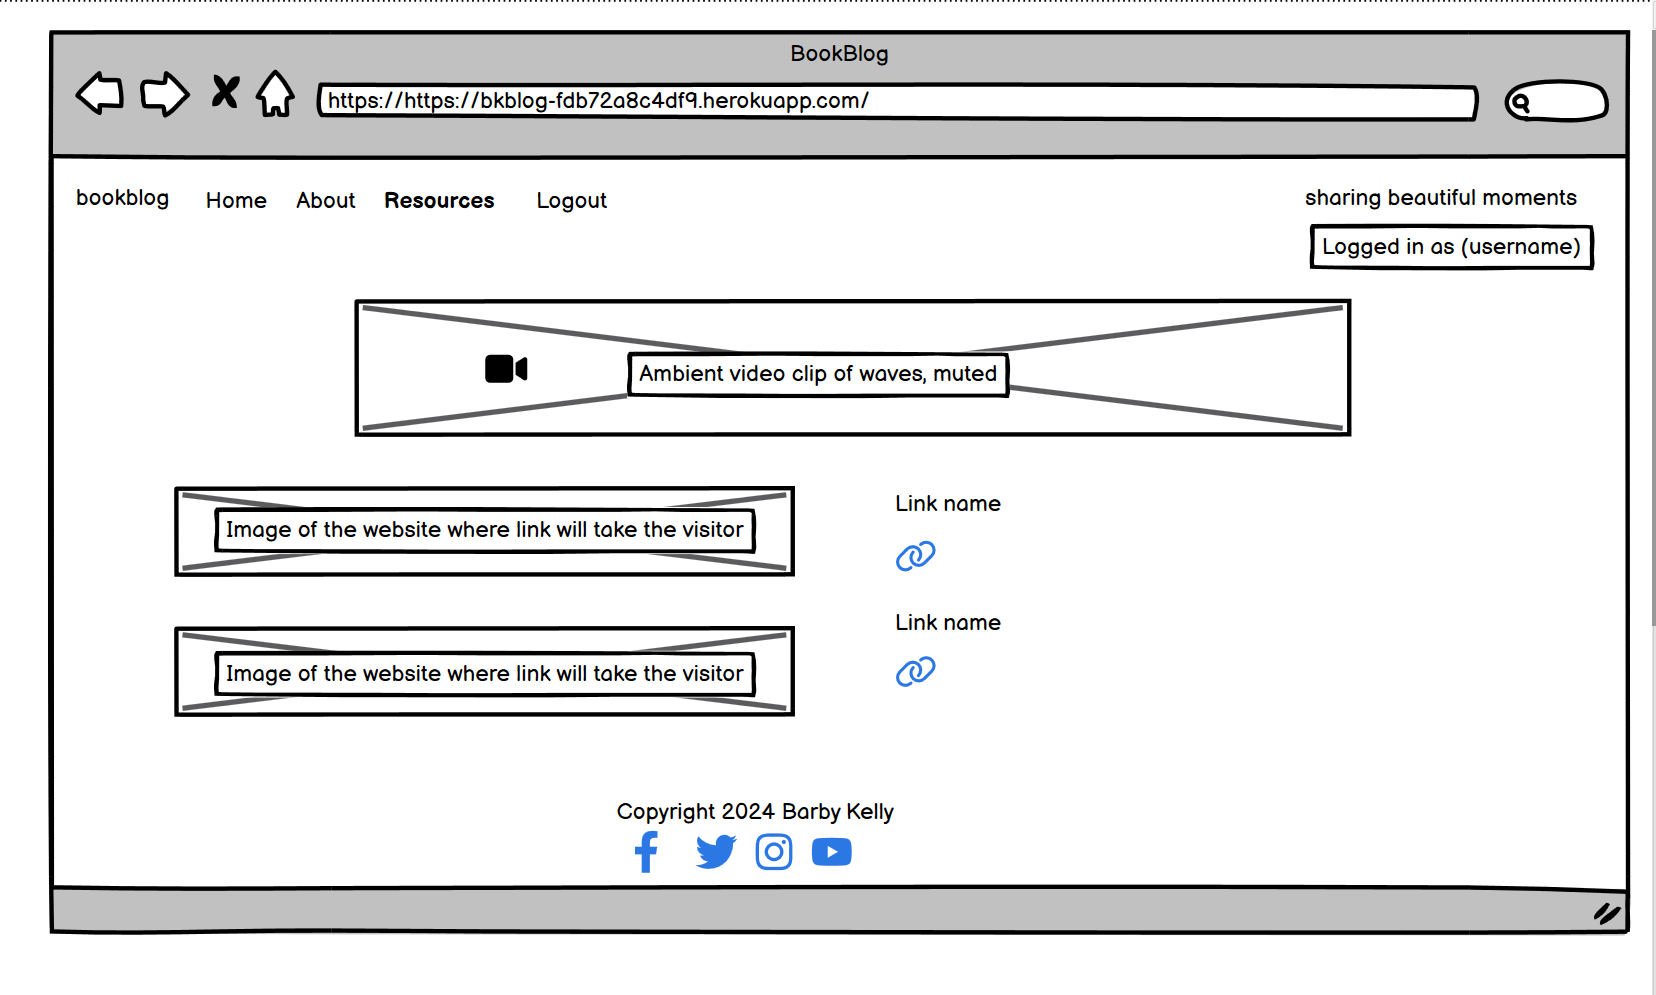 BookBlog
https://https://bkblog-fdb72a8c4df9.herokuapp.com/
bookblog Home About Resources Logout sharing beautiful moments
Logged in as (username)
Ambient video clip of waves, muted
Link name
Image of the website where link will take the visitor
Link name
Image of the website where link will take the visitor
Copyright 2024 Barby Kelly